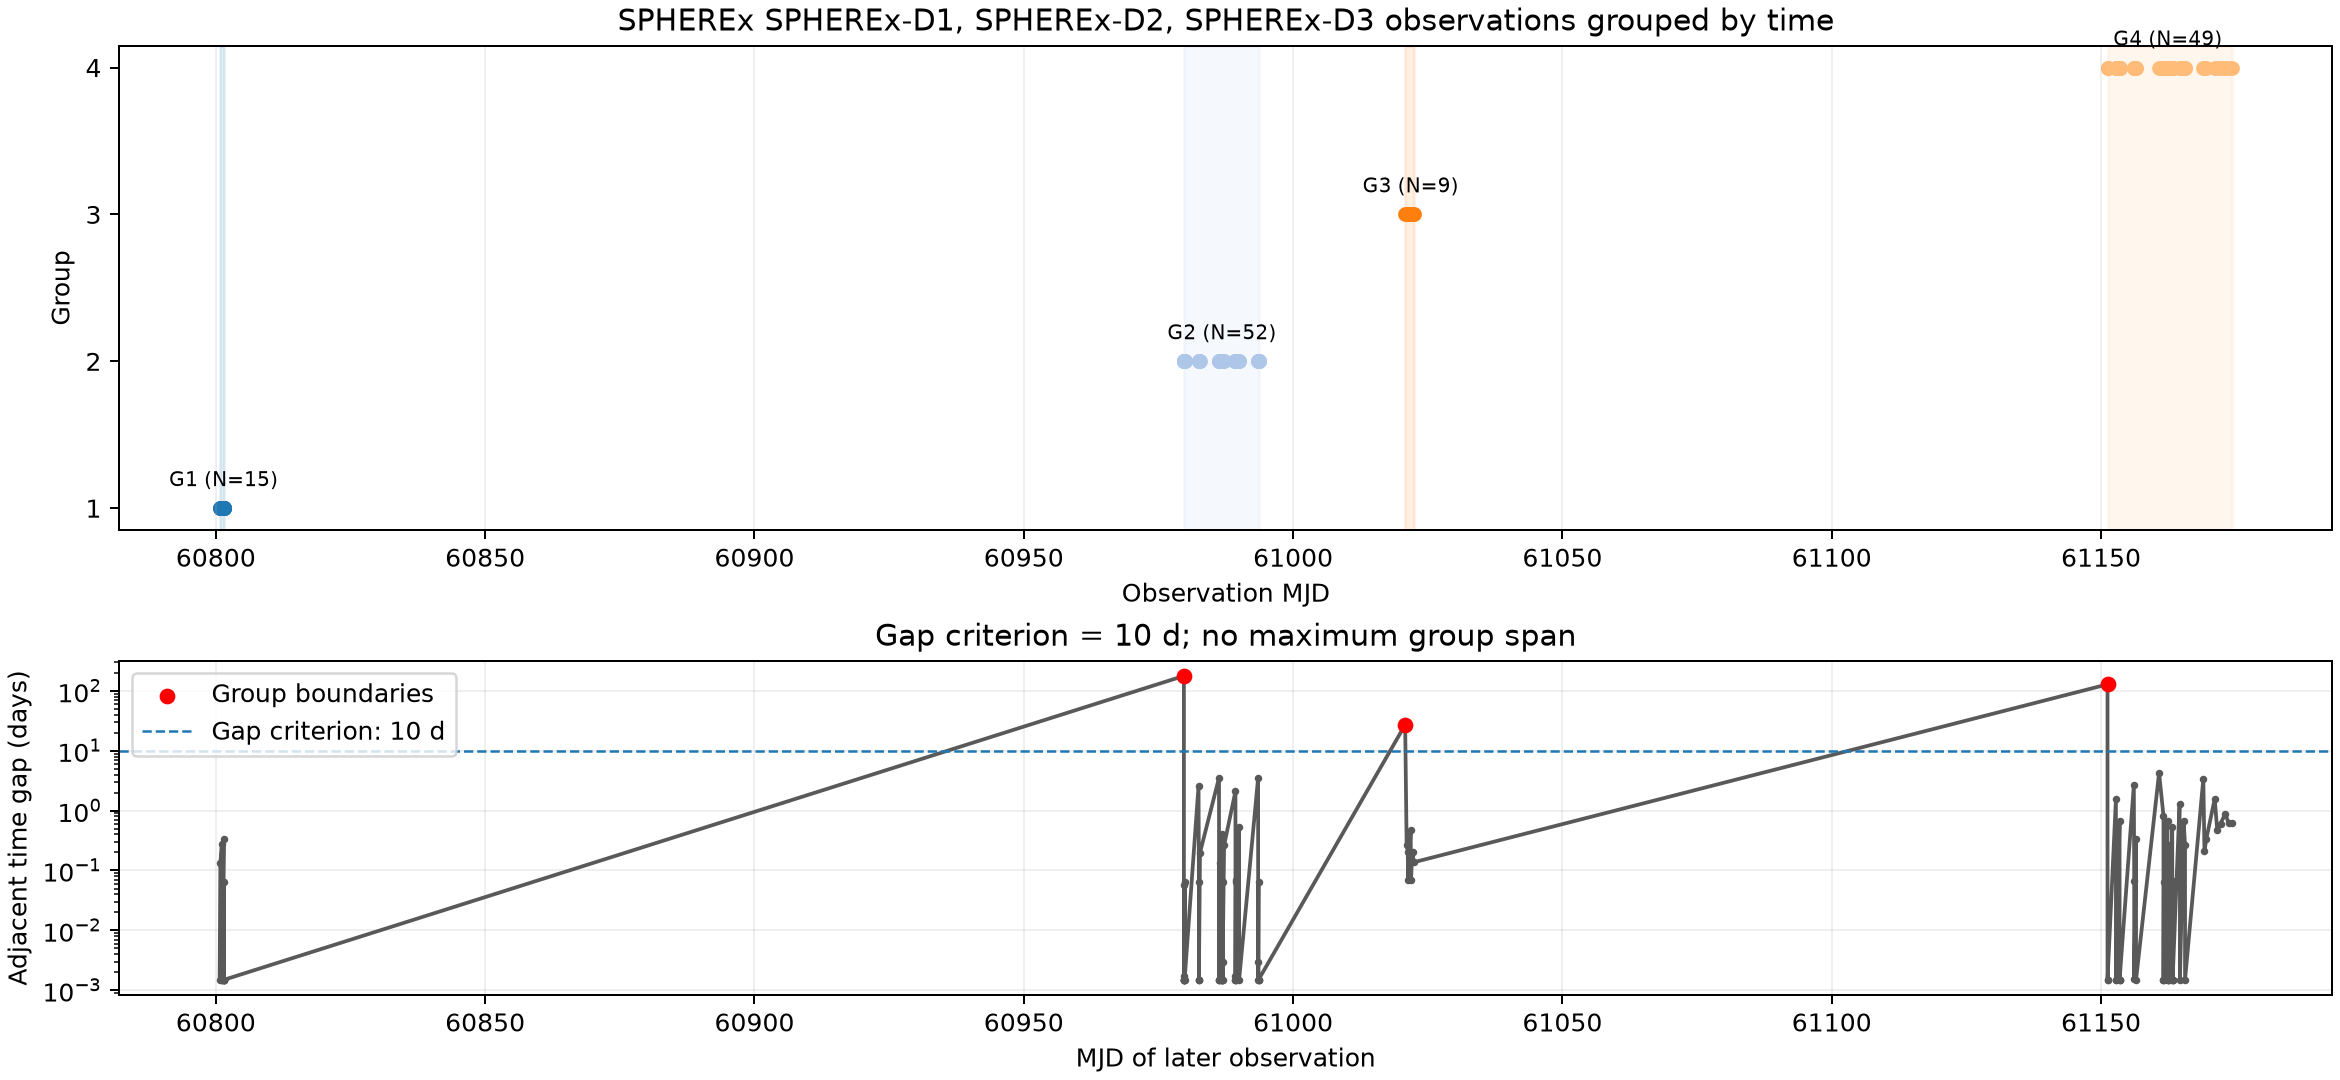 SPHEREx SPHEREx-D1, SPHEREx-D2, SPHEREx-D3 observations grouped by time
Group
4
3
2
1
G1 (N=15)
G2 (N=52)
G3 (N=9)
G4 (N=49)
60800 60850 60900 60950 61000 61050 61100 61150
Observation MJD
Gap criterion = 10 d; no maximum group span
Adjacent time gap (days)
10²
10¹
10⁰
10⁻¹
10⁻²
10⁻³
Group boundaries
Gap criterion: 10 d
60800 60850 60900 60950 61000 61050 61100 61150
MJD of later observation